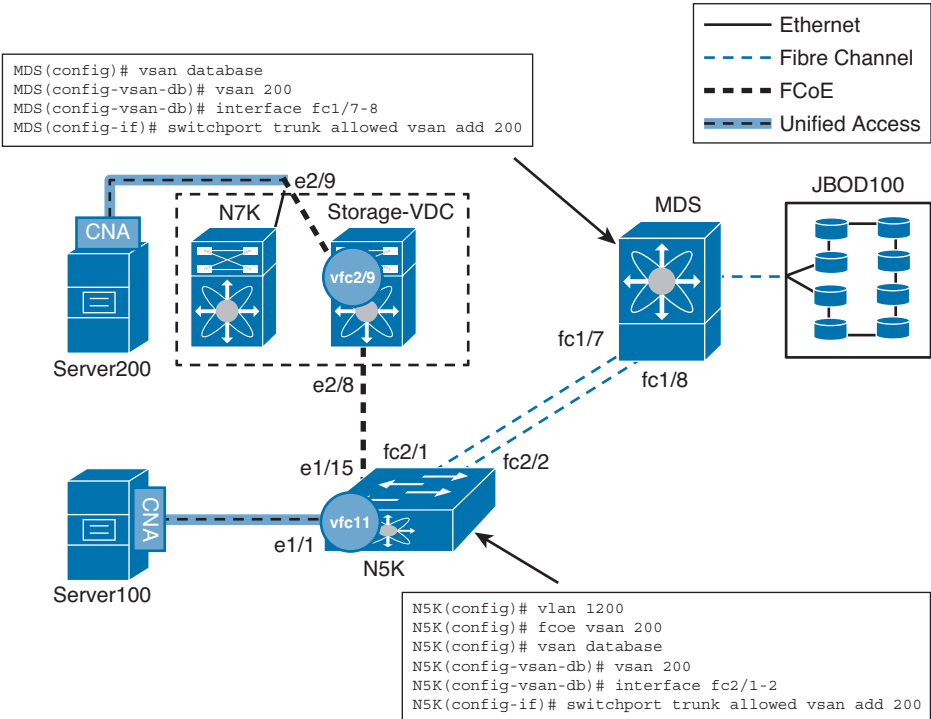 Ethernet
Fibre Channel
FCoE
Unified Access
MDS(config)# vsan database
MDS(config-vsan-db)# vsan 200
MDS(config-vsan-db)# interface fc1/7-8
MDS(config-if)# switchport trunk allowed vsan add 200
e2/9
CNA
N7K
Storage-VDC
vfc2/9
Server200
MDS
JBOD100
fc1/7
fc1/8
e2/8
fc2/1
fc2/2
e1/15
CNA
vfc11
e1/1
N5K
Server100
N5K(config)# vlan 1200
N5K(config)# fcoe vsan 200
N5K(config)# vsan database
N5K(config-vsan-db)# vsan 200
N5K(config-vsan-db)# interface fc2/1-2
N5K(config-if)# switchport trunk allowed vsan add 200